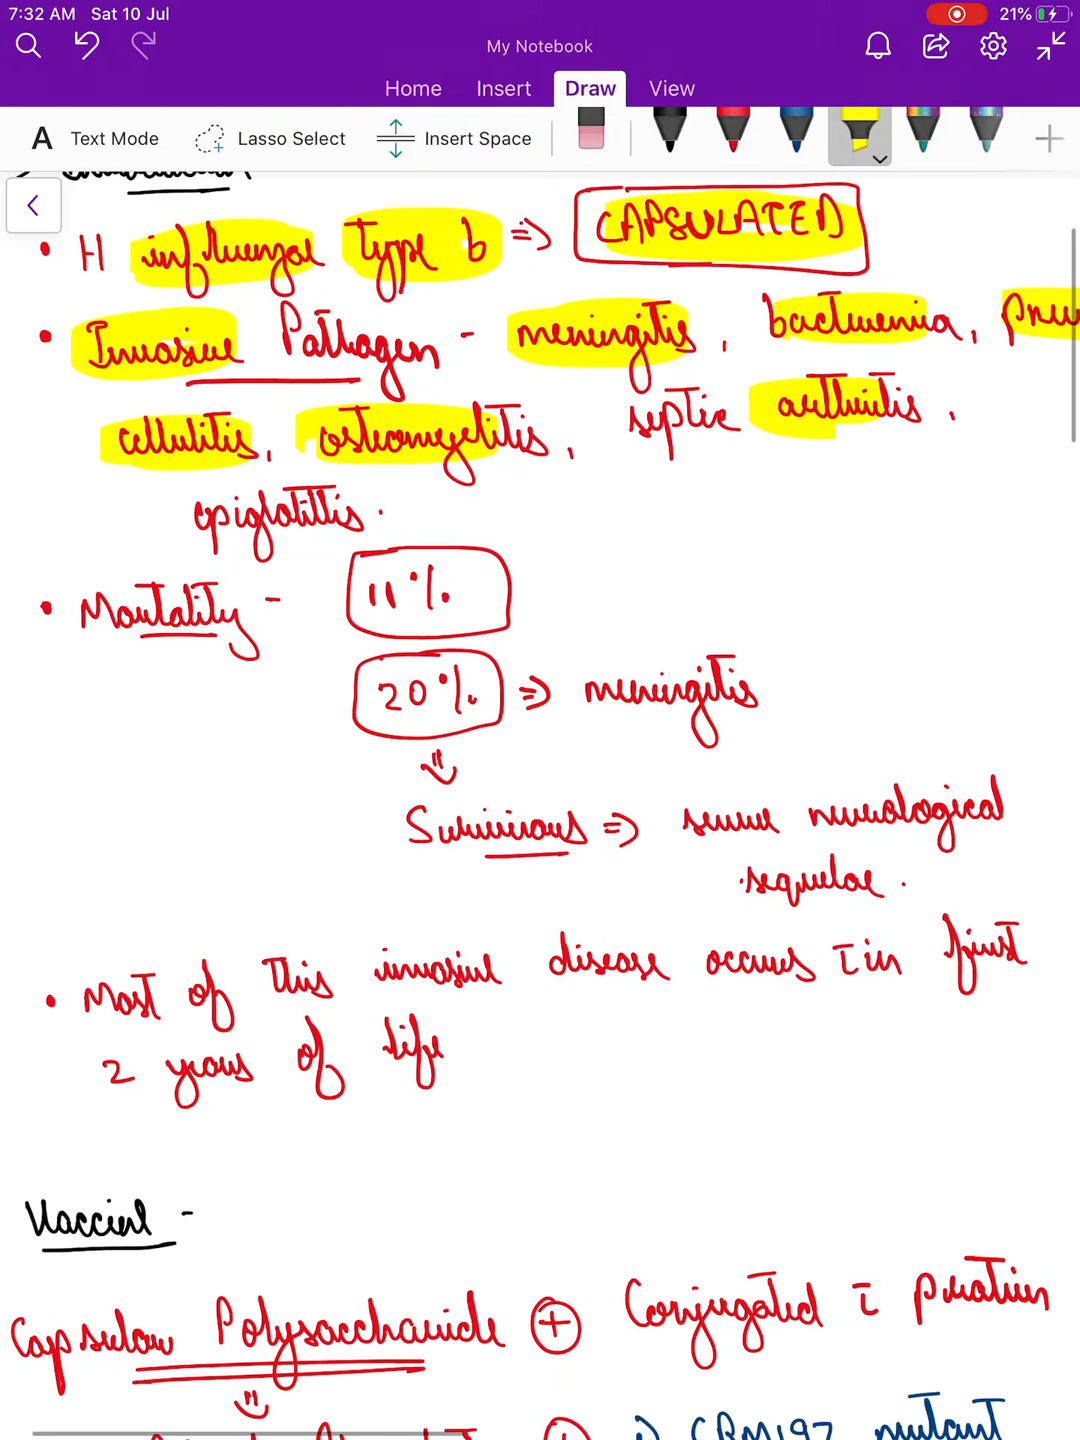 7:32 AM Sat 10 Jul 21%
My Notebook
Home Insert Draw View
A Text Mode Lasso Select Insert Space
• H influenzae type b ⇒ CAPSULATED
• Invasive Pathogen - meningitis, bacteremia, pneu
cellulitis, osteomyelitis, septic arthritis,
epiglottitis.
• Mortality - 11%
20% ⇒ meningitis
Survivors ⇒ severe neurological
sequelae.
• Most of this invasive disease occurs c̄in first
2 years of life
Vaccine -
Capsular Polysaccharide ⊕ Conjugated c̄ protein
CRM197 mutant